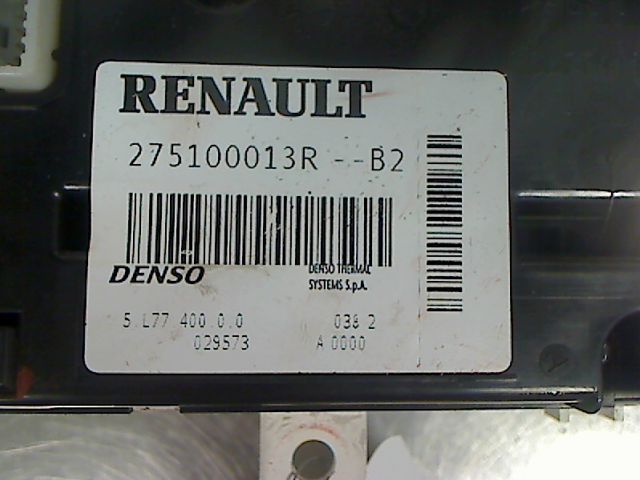 RENAULT
275100013R --B2
DENSO
DENSO THERMAL
SYSTEMS S.p.A.
5 L77 400.0.0 038 2
029573 A 0000